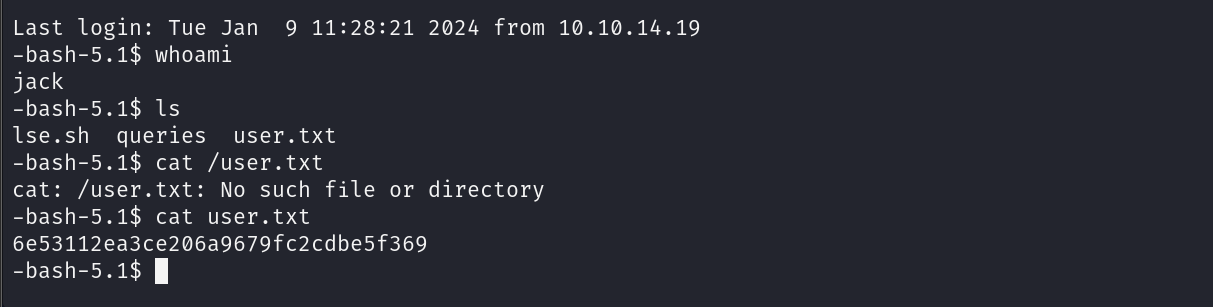 Last login: Tue Jan  9 11:28:21 2024 from 10.10.14.19
-bash-5.1$ whoami
jack
-bash-5.1$ ls
lse.sh  queries  user.txt
-bash-5.1$ cat /user.txt
cat: /user.txt: No such file or directory
-bash-5.1$ cat user.txt
6e53112ea3ce206a9679fc2cdbe5f369
-bash-5.1$